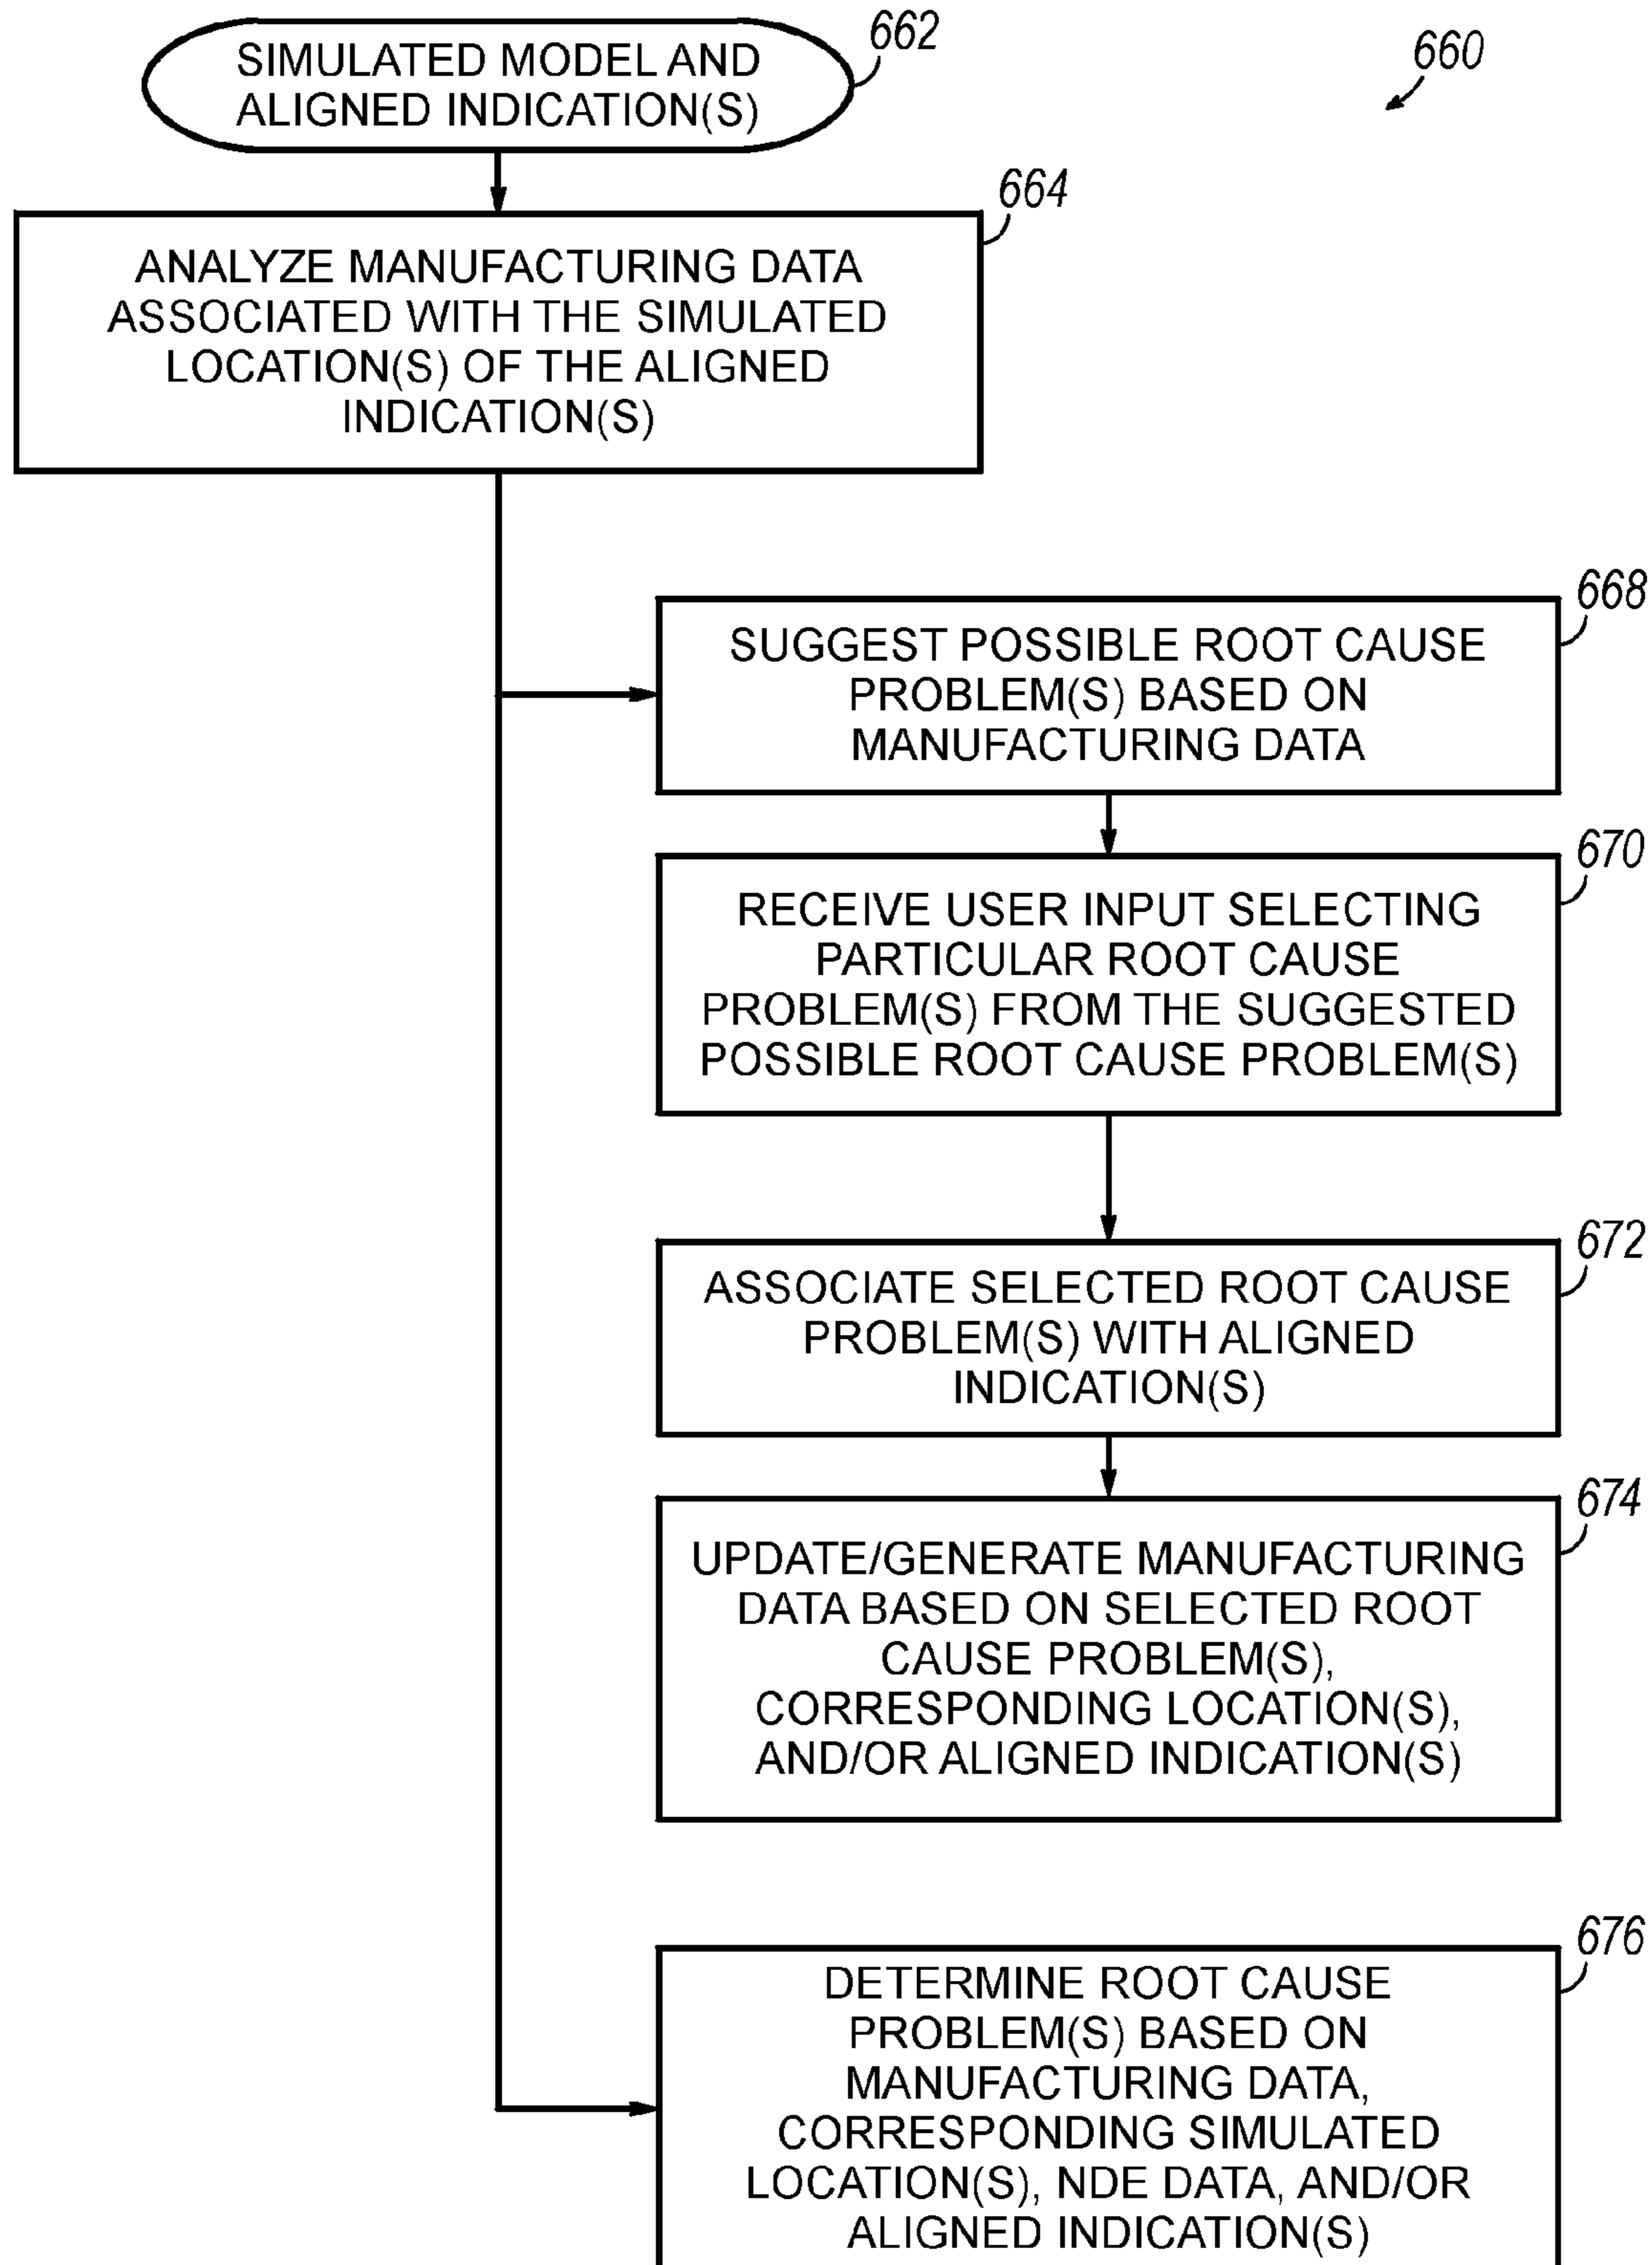 SIMULATED MODEL AND
ALIGNED INDICATION(S)
662
660
664
ANALYZE MANUFACTURING DATA
ASSOCIATED WITH THE SIMULATED
LOCATION(S) OF THE ALIGNED
INDICATION(S)
668
SUGGEST POSSIBLE ROOT CAUSE
PROBLEM(S) BASED ON
MANUFACTURING DATA
670
RECEIVE USER INPUT SELECTING
PARTICULAR ROOT CAUSE
PROBLEM(S) FROM THE SUGGESTED
POSSIBLE ROOT CAUSE PROBLEM(S)
672
ASSOCIATE SELECTED ROOT CAUSE
PROBLEM(S) WITH ALIGNED
INDICATION(S)
674
UPDATE/GENERATE MANUFACTURING
DATA BASED ON SELECTED ROOT
CAUSE PROBLEM(S),
CORRESPONDING LOCATION(S),
AND/OR ALIGNED INDICATION(S)
676
DETERMINE ROOT CAUSE
PROBLEM(S) BASED ON
MANUFACTURING DATA,
CORRESPONDING SIMULATED
LOCATION(S), NDE DATA, AND/OR
ALIGNED INDICATION(S)